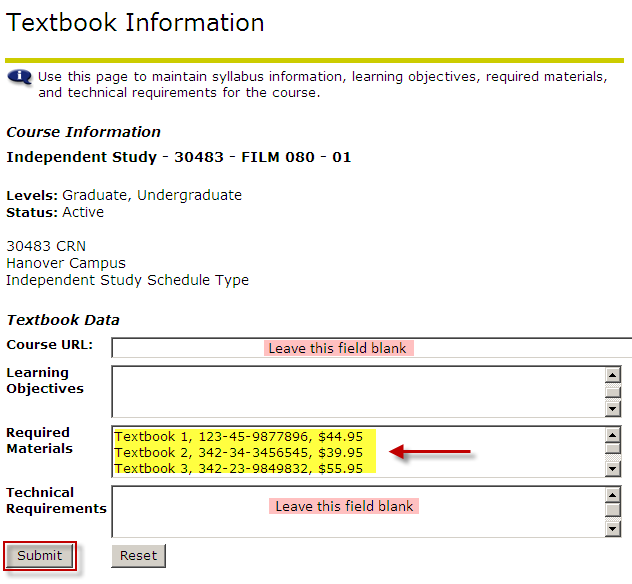 Textbook Information
Use this page to maintain syllabus information, learning objectives, required materials,
and technical requirements for the course.
Course Information
Independent Study - 30483 - FILM 080 - 01
Levels: Graduate, Undergraduate
Status: Active
30483 CRN
Hanover Campus
Independent Study Schedule Type
Textbook Data
Course URL: Leave this field blank
Learning
Objectives
Required
Materials
Textbook 1, 123-45-9877896, $44.95
Textbook 2, 342-34-3456545, $39.95
Textbook 3, 342-23-9849832, $55.95
Technical
Requirements
Leave this field blank
Submit Reset